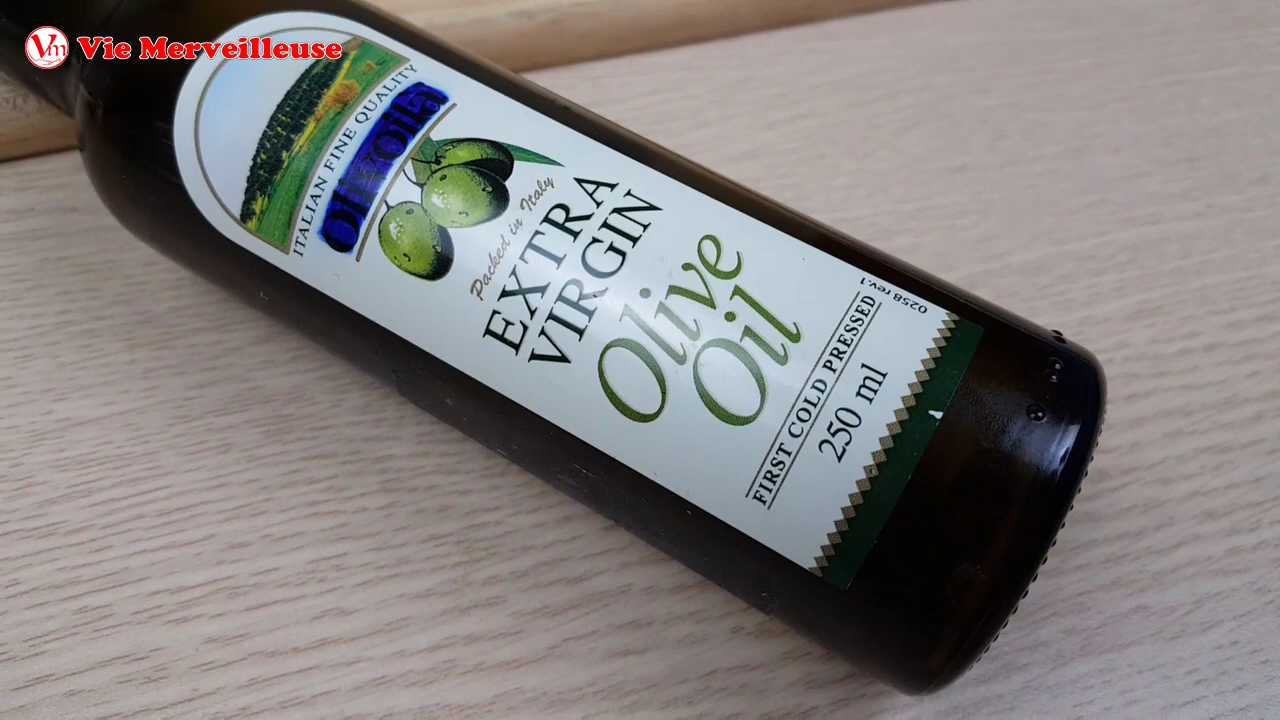 Vm Vie Merveilleuse
ITALIAN FINE QUALITY
Packed in Italy
EXTRA
VIRGIN
Olive
Oil
FIRST COLD PRESSED
250 ml
0258 rev.1